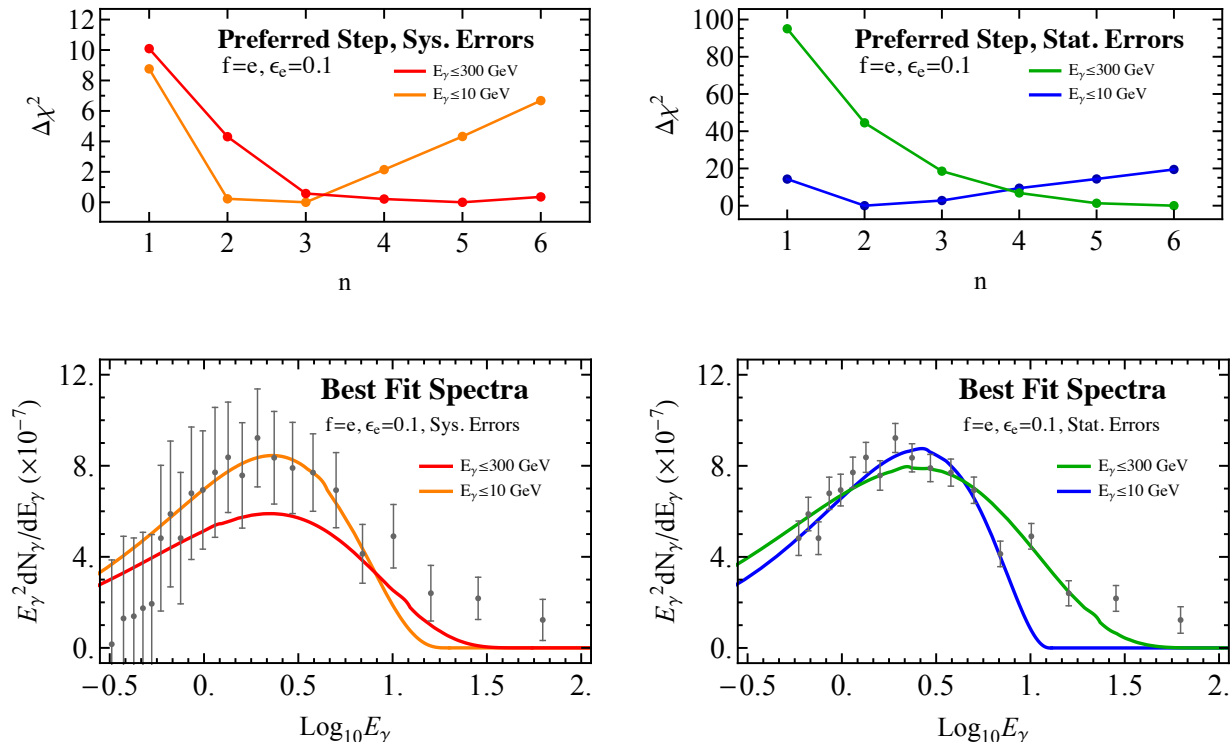 Preferred Step, Sys. Errors
f=e, ϵₑ=0.1
Eγ≤300 GeV
Eγ≤10 GeV
Δχ²
12
10
8
6
4
2
0
1 2 3 4 5 6
n
Preferred Step, Stat. Errors
f=e, ϵₑ=0.1
Eγ≤300 GeV
Eγ≤10 GeV
Δχ²
100
80
60
40
20
0
1 2 3 4 5 6
n
Best Fit Spectra
f=e, ϵₑ=0.1, Sys. Errors
Eγ≤300 GeV
Eγ≤10 GeV
Eγ²dNγ/dEγ (×10⁻⁷)
12.
8.
4.
0.
−0.5 0. 0.5 1. 1.5 2.
Log₁₀Eγ
Best Fit Spectra
f=e, ϵₑ=0.1, Stat. Errors
Eγ≤300 GeV
Eγ≤10 GeV
Eγ²dNγ/dEγ (×10⁻⁷)
12.
8.
4.
0.
−0.5 0. 0.5 1. 1.5 2.
Log₁₀Eγ